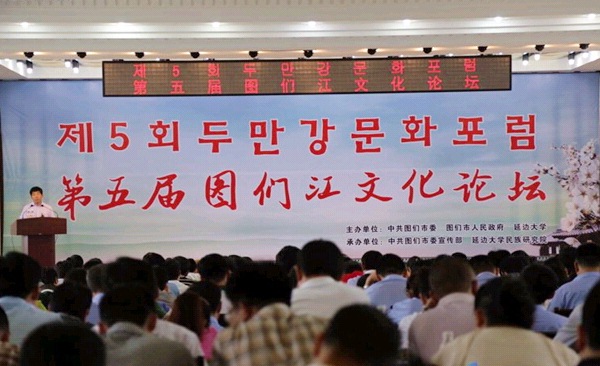 제5회두만강문화포럼
第五届图们江文化论坛
제5회두만강문화포럼
第五届图们江文化论坛
主办单位：中共图们市委 图们市人民政府 延边大学
承办单位：中共图们市委宣传部 延边大学民族研究院